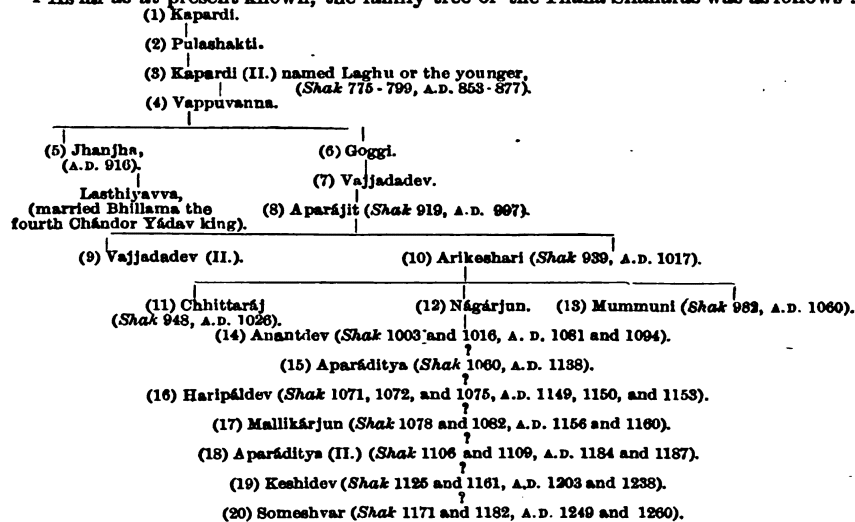 (1) Kapardi.
(2) Pulashakti.
(3) Kapardi (II.) named Laghu or the younger,
(Shak 775 - 799, A.D. 853 - 877).
(4) Vappuvanna.
(5) Jhanjha, (6) Goggi.
(A.D. 916).
(7) Vajjadadev.
Lasthiyavva,
(married Bhillama the (8) Aparájit (Shak 919, A.D. 997).
fourth Chándor Yádav king).
(9) Vajjadadev (II.). (10) Arikeshari (Shak 939, A.D. 1017).
(11) Chhittaráj (12) Nágárjun. (13) Mummuni (Shak 982, A.D. 1060).
(Shak 948, A.D. 1026).
(14) Anantdev (Shak 1003 and 1016, A. D. 1081 and 1094).
?
(15) Aparáditya (Shak 1060, A.D. 1138).
?
(16) Haripáldev (Shak 1071, 1072, and 1075, A.D. 1149, 1150, and 1153).
?
(17) Mallikárjun (Shak 1078 and 1082, A.D. 1156 and 1160).
?
(18) Aparáditya (II.) (Shak 1106 and 1109, A.D. 1184 and 1187).
?
(19) Keshidev (Shak 1125 and 1161, A.D. 1203 and 1238).
?
(20) Someshvar (Shak 1171 and 1182, A.D. 1249 and 1260).